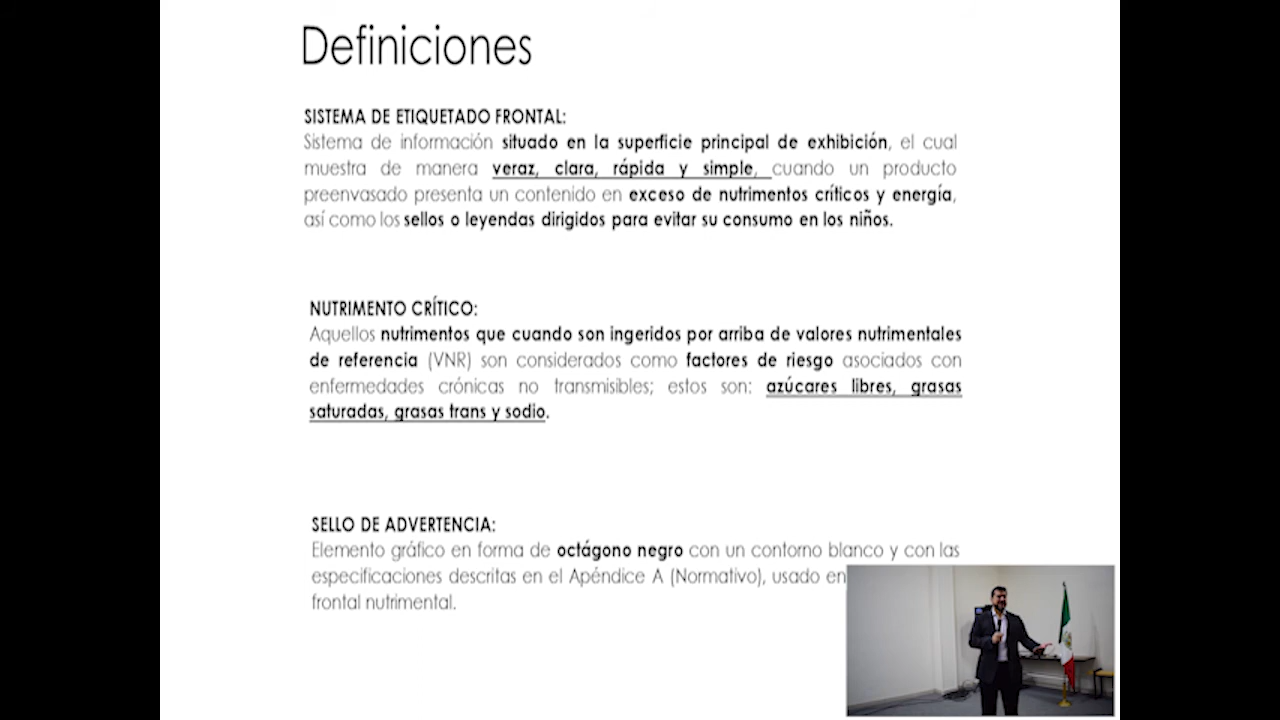 Definiciones
SISTEMA DE ETIQUETADO FRONTAL:
Sistema de información situado en la superficie principal de exhibición, el cual
muestra de manera veraz, clara, rápida y simple, cuando un producto
preenvasado presenta un contenido en exceso de nutrimentos críticos y energía,
así como los sellos o leyendas dirigidos para evitar su consumo en los niños.
NUTRIMENTO CRÍTICO:
Aquellos nutrimentos que cuando son ingeridos por arriba de valores nutrimentales
de referencia (VNR) son considerados como factores de riesgo asociados con
enfermedades crónicas no transmisibles; estos son: azúcares libres, grasas
saturadas, grasas trans y sodio.
SELLO DE ADVERTENCIA:
Elemento gráfico en forma de octágono negro con un contorno blanco y con las
especificaciones descritas en el Apéndice A (Normativo), usado en
frontal nutrimental.